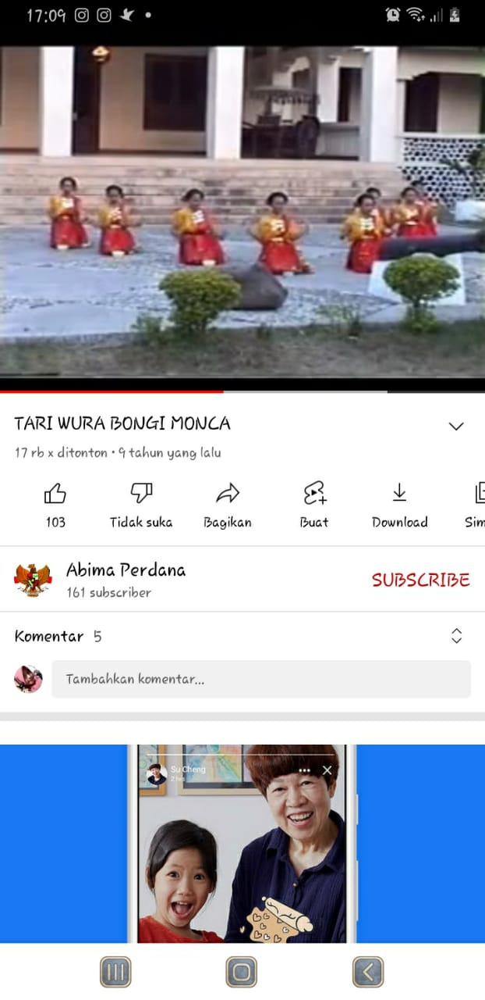 17:09
TARI WURA BONGI MONCA
17 rb x ditonton • 9 tahun yang lalu
103
Tidak suka
Bagikan
Buat
Download
Sim
Abima Perdana
161 subscriber
SUBSCRIBE
Komentar 5
Tambahkan komentar...
Su Cheng
2 hrs